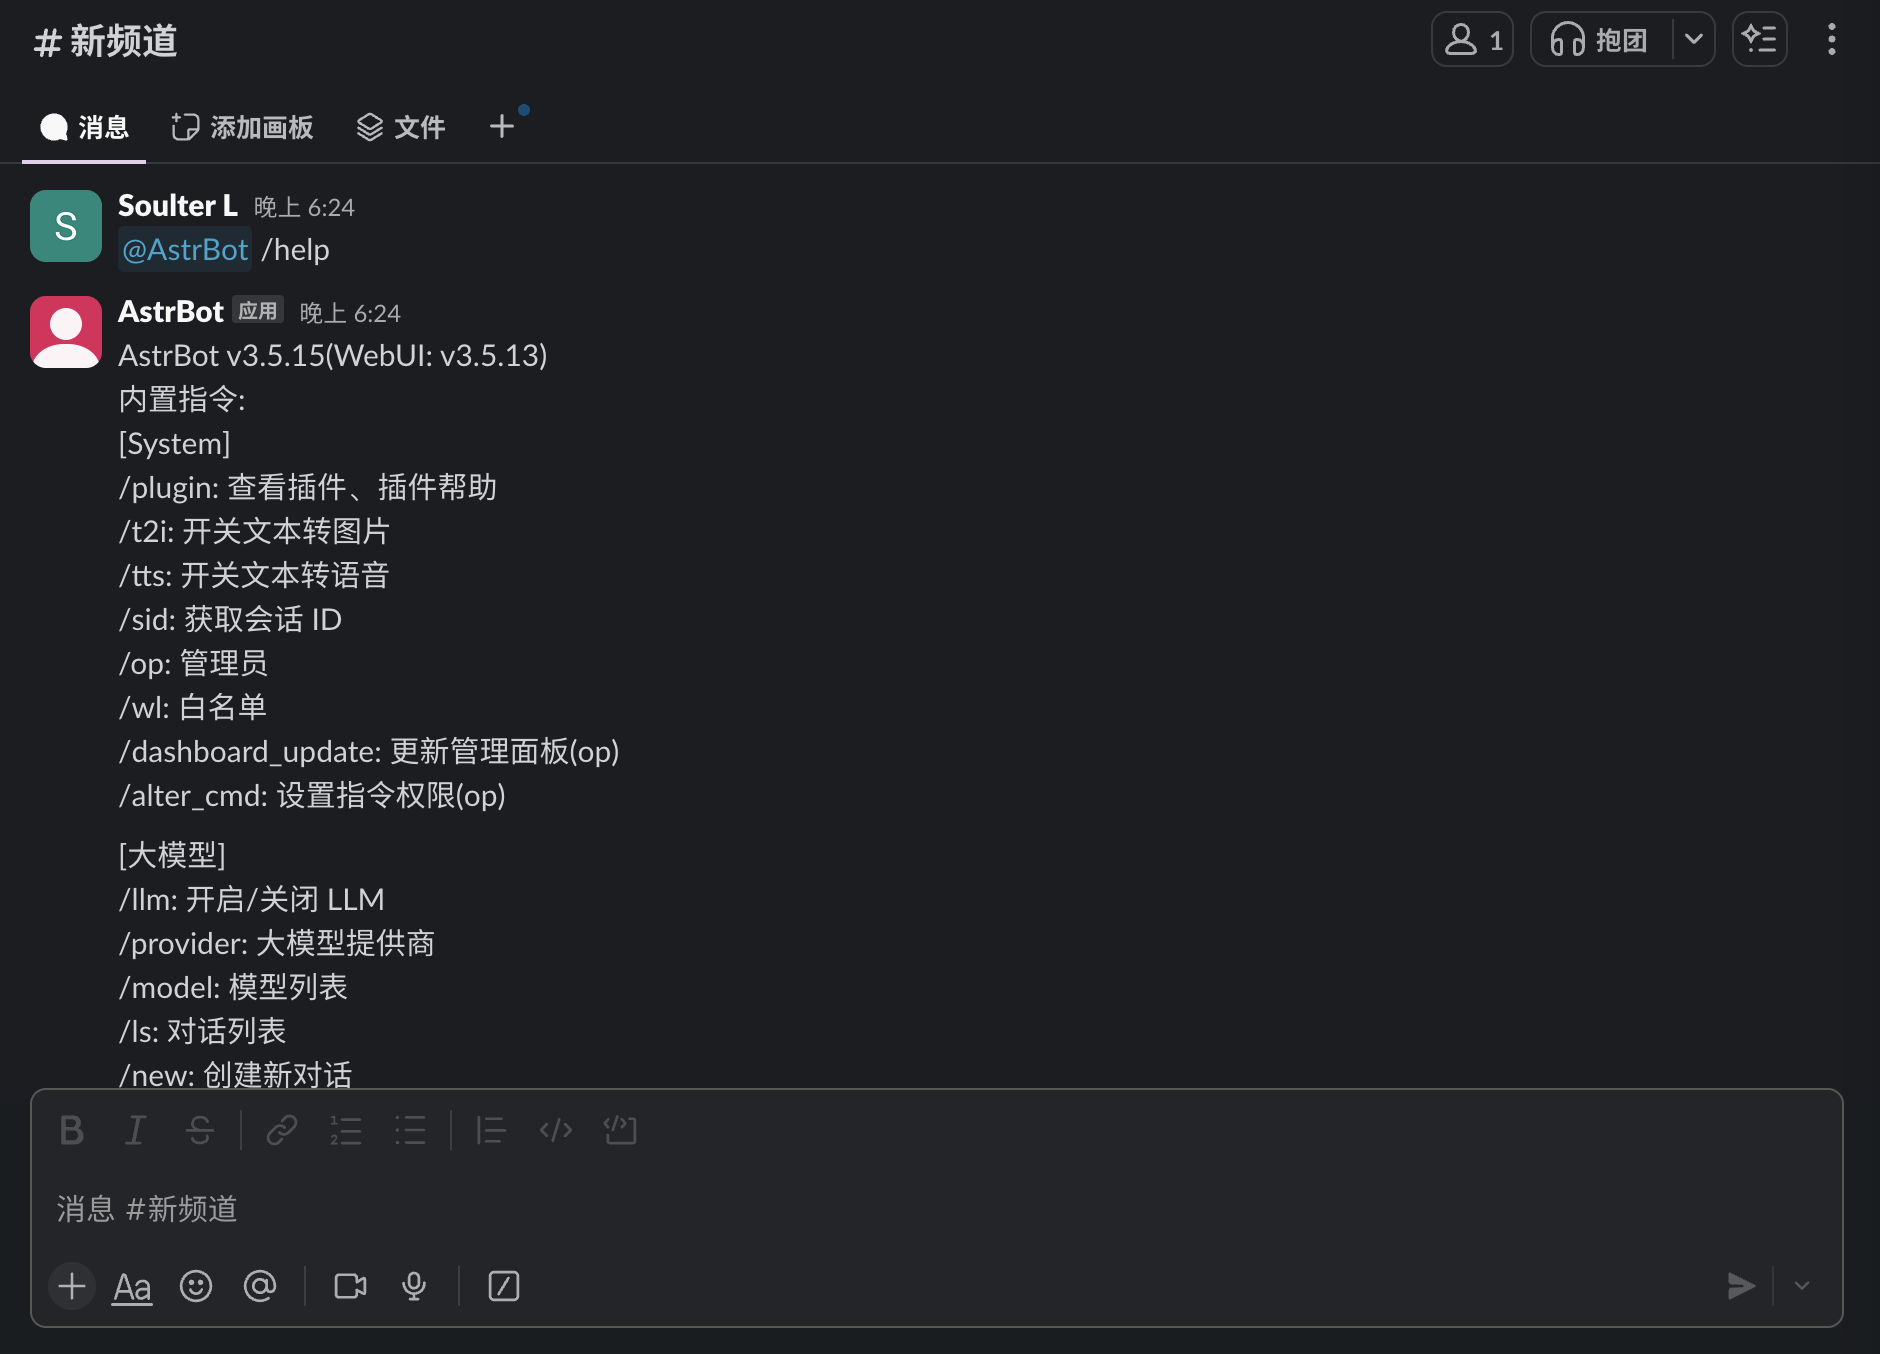 # 新频道
1
抱团
消息
添加画板
文件
S
Soulter L 晚上 6:24
@AstrBot /help
AstrBot 应用 晚上 6:24
AstrBot v3.5.15(WebUI: v3.5.13)
内置指令:
[System]
/plugin: 查看插件、插件帮助
/t2i: 开关文本转图片
/tts: 开关文本转语音
/sid: 获取会话 ID
/op: 管理员
/wl: 白名单
/dashboard_update: 更新管理面板(op)
/alter_cmd: 设置指令权限(op)
[大模型]
/llm: 开启/关闭 LLM
/provider: 大模型提供商
/model: 模型列表
/ls: 对话列表
/new: 创建新对话
消息 #新频道
Aa